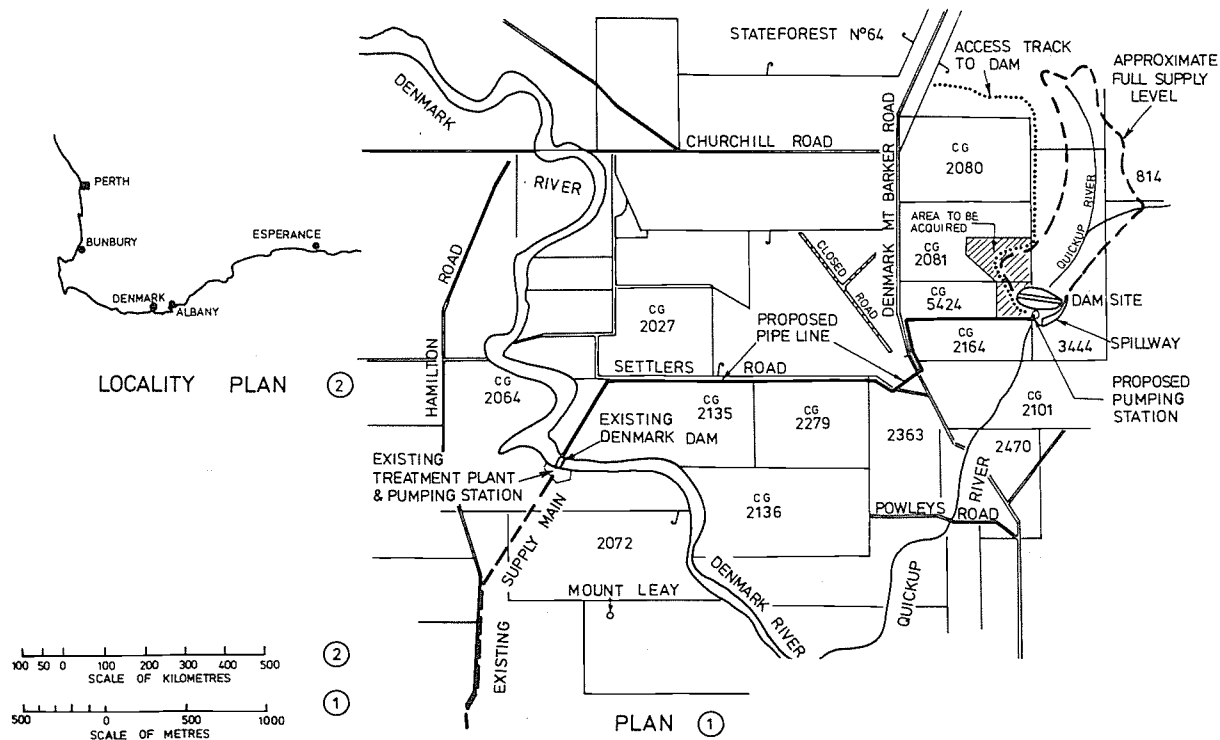 STATEFOREST Nº64
ACCESS TRACK
TO DAM
APPROXIMATE
FULL SUPPLY
LEVEL
DENMARK
RIVER
CHURCHILL ROAD
DENMARK MT BARKER ROAD
CG
2080
814
QUICKUP
RIVER
AREA TO BE
ACQUIRED
CG
2081
CG
5424
DAM SITE
CG
2164
3444
SPILLWAY
PROPOSED
PUMPING
STATION
CLOSED
ROAD
HAMILTON
ROAD
CG
2027
PROPOSED
PIPE LINE
SETTLERS ROAD
CG
2064
CG
2135
CG
2279
2363
CG
2101
2470
EXISTING
DENMARK DAM
EXISTING
TREATMENT PLANT
& PUMPING STATION
CG
2136
POWLEYS ROAD
QUICKUP
RIVER
2072
MOUNT LEAY
DENMARK RIVER
EXISTING
SUPPLY MAIN
PERTH
BUNBURY
ESPERANCE
DENMARK
ALBANY
LOCALITY PLAN 2
100 50 0 100 200 300 400 500
SCALE OF KILOMETRES
2
500 0 500 1000
SCALE OF METRES
1
PLAN 1